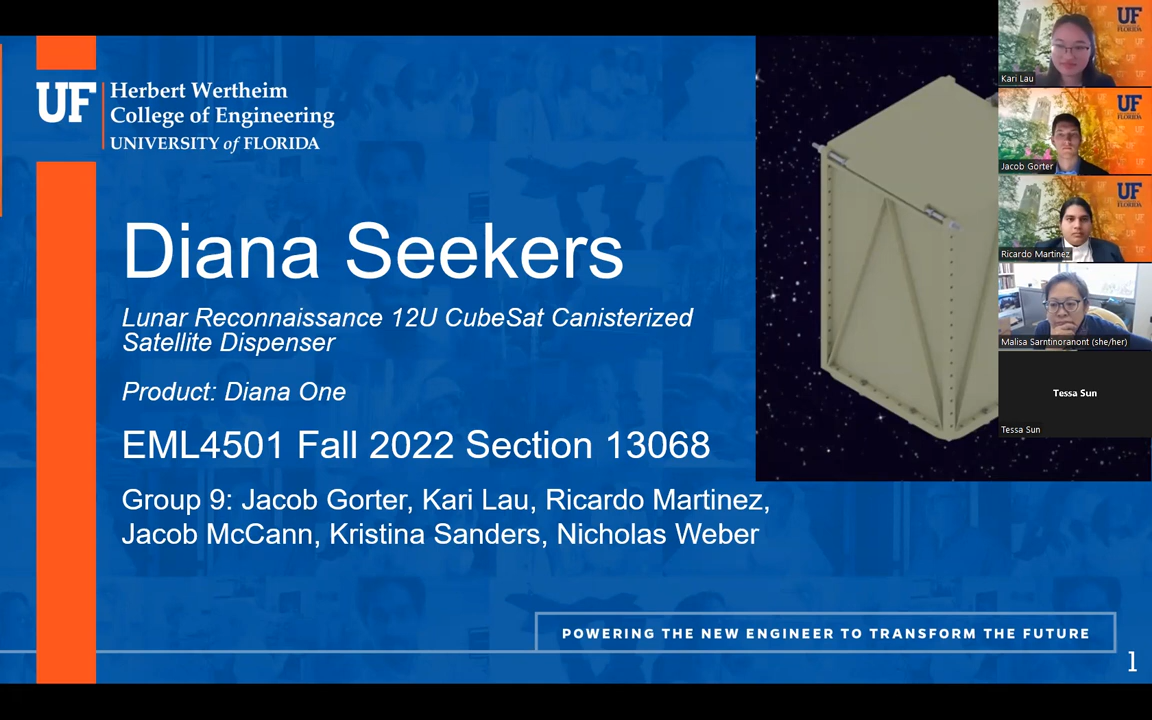 UF
Herbert Wertheim
College of Engineering
UNIVERSITY of FLORIDA
Diana Seekers
Lunar Reconnaissance 12U CubeSat Canisterized
Satellite Dispenser
Product: Diana One
EML4501 Fall 2022 Section 13068
Group 9: Jacob Gorter, Kari Lau, Ricardo Martinez,
Jacob McCann, Kristina Sanders, Nicholas Weber
POWERING THE NEW ENGINEER TO TRANSFORM THE FUTURE
1
UF
FLORIDA
Kari Lau
UF
FLORIDA
Jacob Gorter
UF
FLORIDA
Ricardo Martinez
Malisa Sarntinoranont (she/her)
Tessa Sun
Tessa Sun